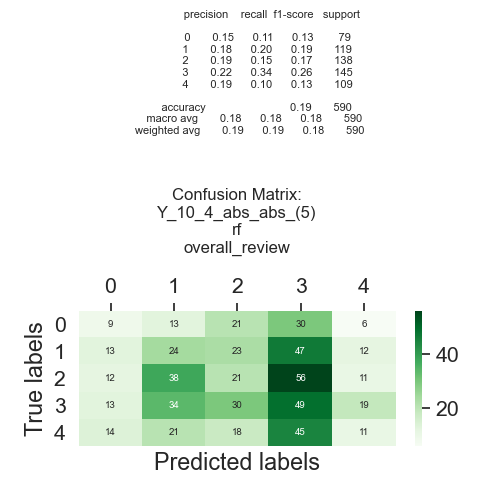 precision recall f1-score support
0 0.15 0.11 0.13 79
1 0.18 0.20 0.19 119
2 0.19 0.15 0.17 138
3 0.22 0.34 0.26 145
4 0.19 0.10 0.13 109
accuracy 0.19 590
macro avg 0.18 0.18 0.18 590
weighted avg 0.19 0.19 0.18 590
Confusion Matrix:
Y_10_4_abs_abs_(5)
rf
overall_review
0 1 2 3 4
0 9 13 21 30 6
1 13 24 23 47 12
2 12 38 21 56 11
3 13 34 30 49 19
4 14 21 18 45 11
True labels
Predicted labels
40
20